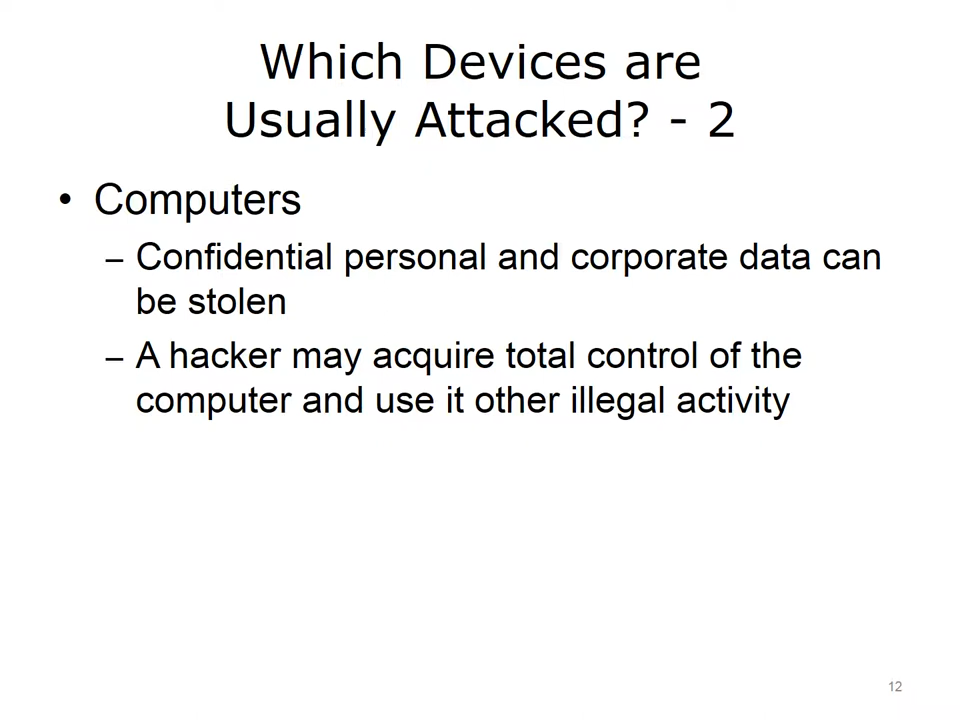 Which Devices are
Usually Attacked? - 2
• Computers
– Confidential personal and corporate data can
be stolen
– A hacker may acquire total control of the
computer and use it other illegal activity
12